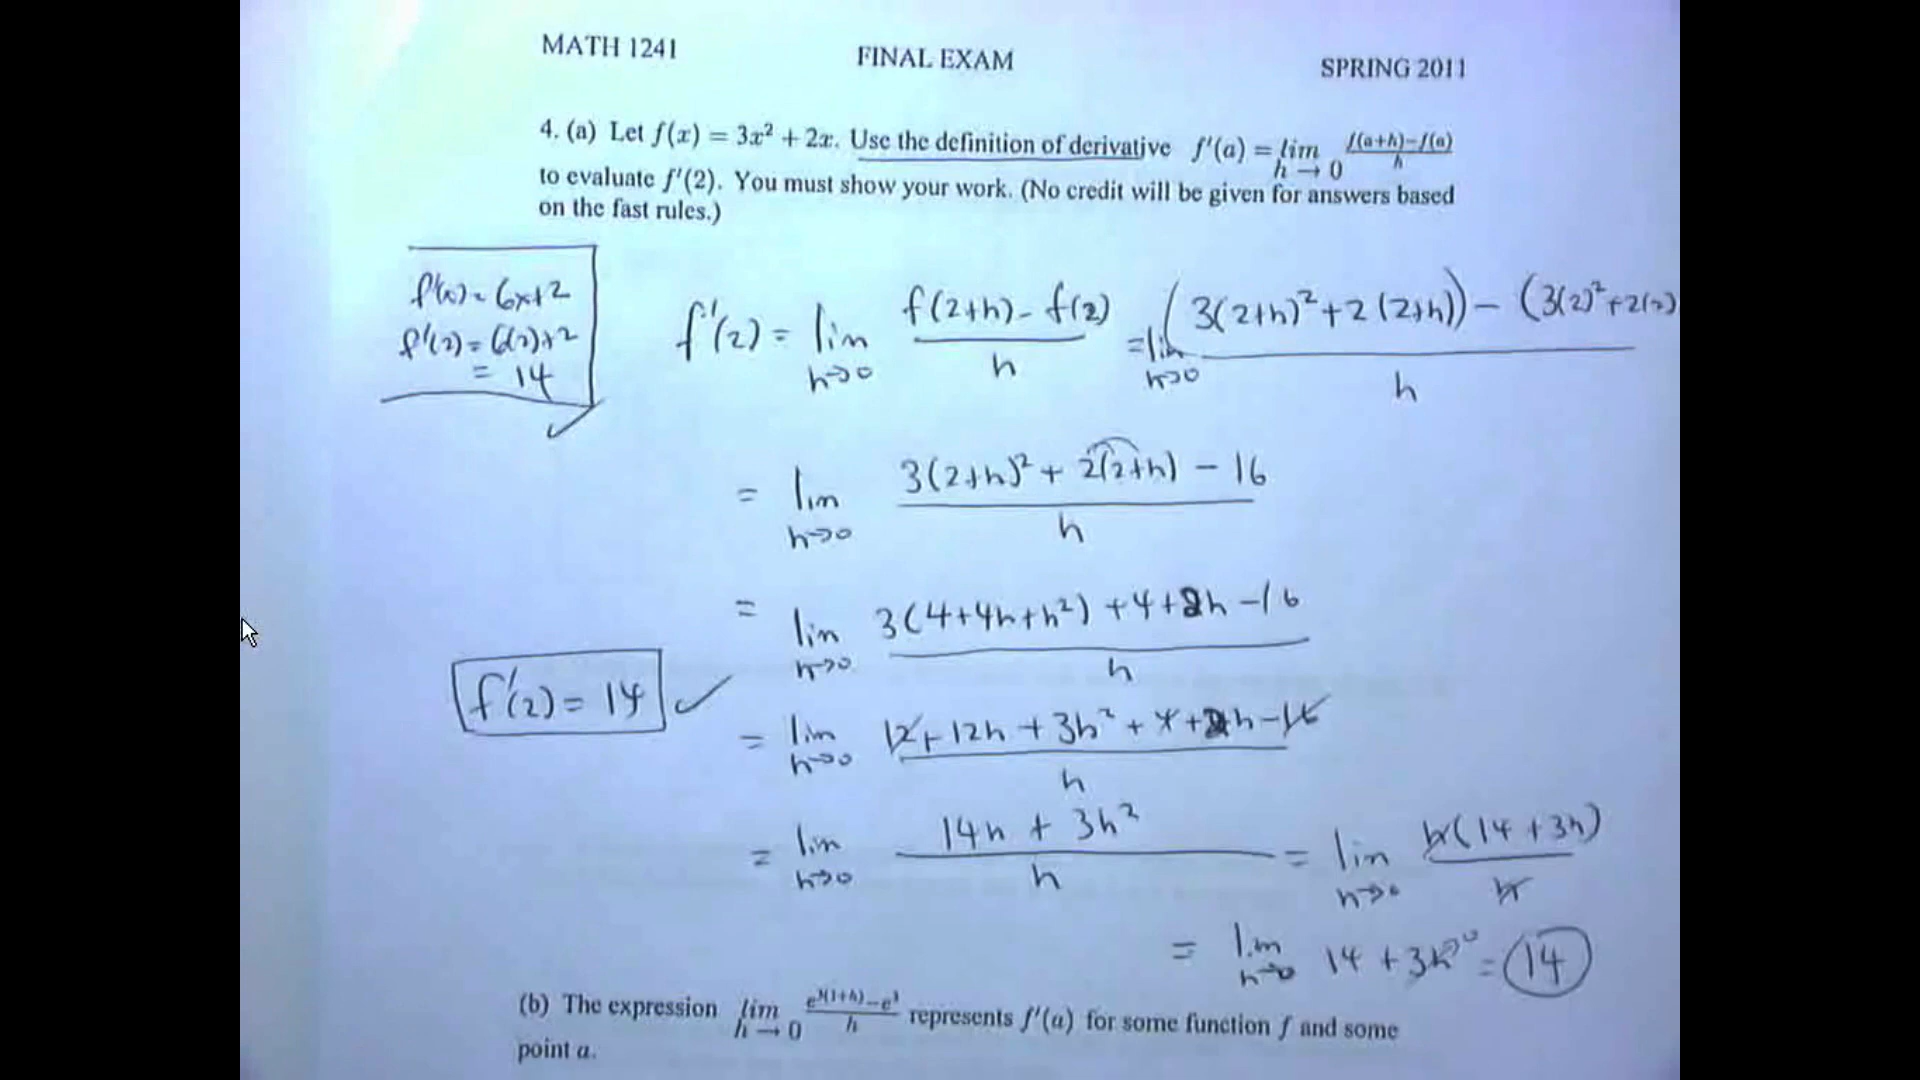 MATH 1241 FINAL EXAM SPRING 2011
4. (a) Let f(x) = 3x² + 2x. Use the definition of derivative f'(a) = lim h → 0 f(a+h)−f(a) / h
to evaluate f'(2). You must show your work. (No credit will be given for answers based
on the fast rules.)
f'(x) = 6x+2
f'(2) = 6(2)+2
= 14
f'(2) = lim h→0 f(2+h) - f(2) / h = lim h→0 (3(2+h)² + 2(2+h)) - (3(2)² + 2(2) / h
= lim h→0 3(2+h)² + 2(2+h) - 16 / h
= lim h→0 3(4+4h+h²) + 4 + 2h - 16 / h
f'(2) = 14 ✓
= lim h→0 12 + 12h + 3h² + 4 + 2h - 16 / h
= lim h→0 14h + 3h² / h = lim h→0 h(14 + 3h) / h
= lim h→0 14 + 3h 0 = 14
(b) The expression lim h → 0 e^3(1+h) − e^3 / h represents f'(a) for some function f and some
point a.